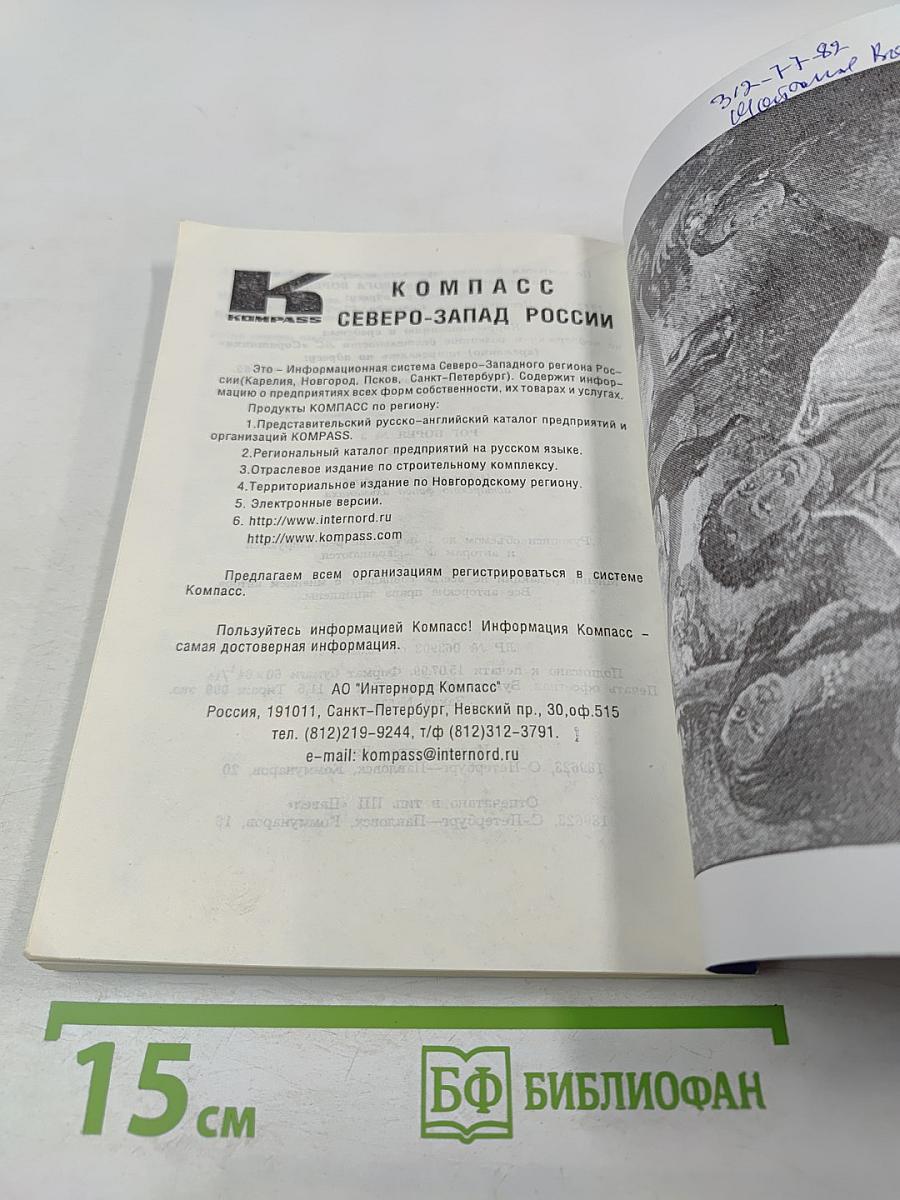 312-77-82
KOMPASS
КОМПАСС
СЕВЕРО-ЗАПАД РОССИИ
Это – Информационная система Северо-Западного региона Рос-
сии(Карелия, Новгород, Псков, Санкт-Петербург). Содержит инфор-
мацию о предприятиях всех форм собственности, их товарах и услугах.
Продукты КОМПАСС по региону:
1.Представительский русско-английский каталог предприятий и
организаций KOMPASS.
2.Региональный каталог предприятий на русском языке.
3.Отраслевое издание по строительному комплексу.
4.Территориальное издание по Новгородскому региону.
5. Электронные версии.
6. http://www.internord.ru
http://www.kompass.com
Предлагаем всем организациям регистрироваться в системе
Компасс.
Пользуйтесь информацией Компасс! Информация Компасс –
самая достоверная информация.
АО "Интернорд Компасс"
Россия, 191011, Санкт-Петербург, Невский пр., 30,оф.515
тел. (812)219-9244, т/ф (812)312-3791.
e-mail: kompass@internord.ru
15 см
БФ БИБЛИОФАН